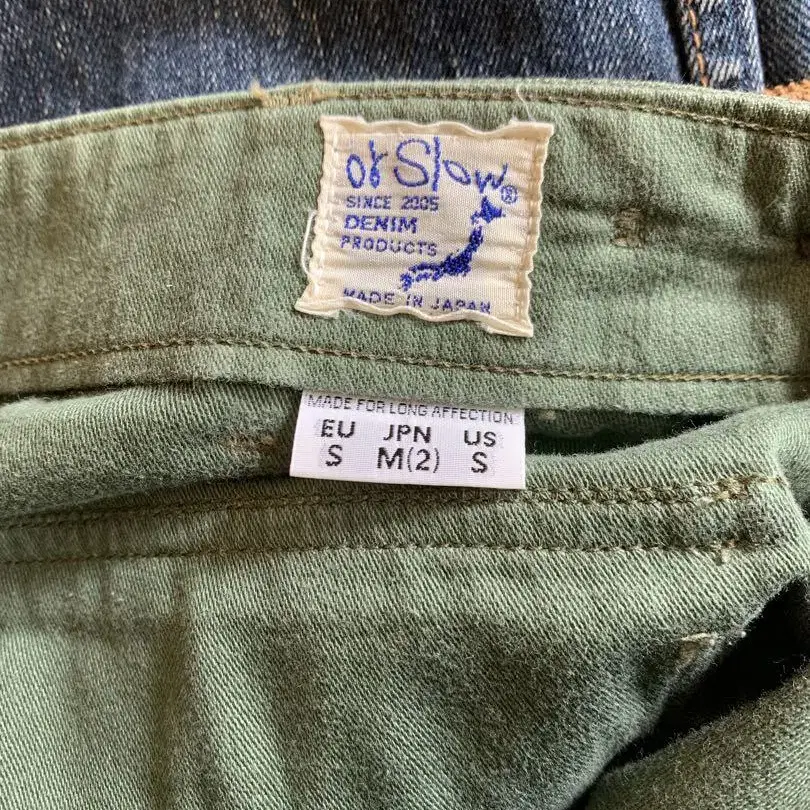 orSlow®
SINCE 2005
DENIM
PRODUCTS
MADE IN JAPAN
MADE FOR LONG AFFECTION
EU JPN US
S M(2) S